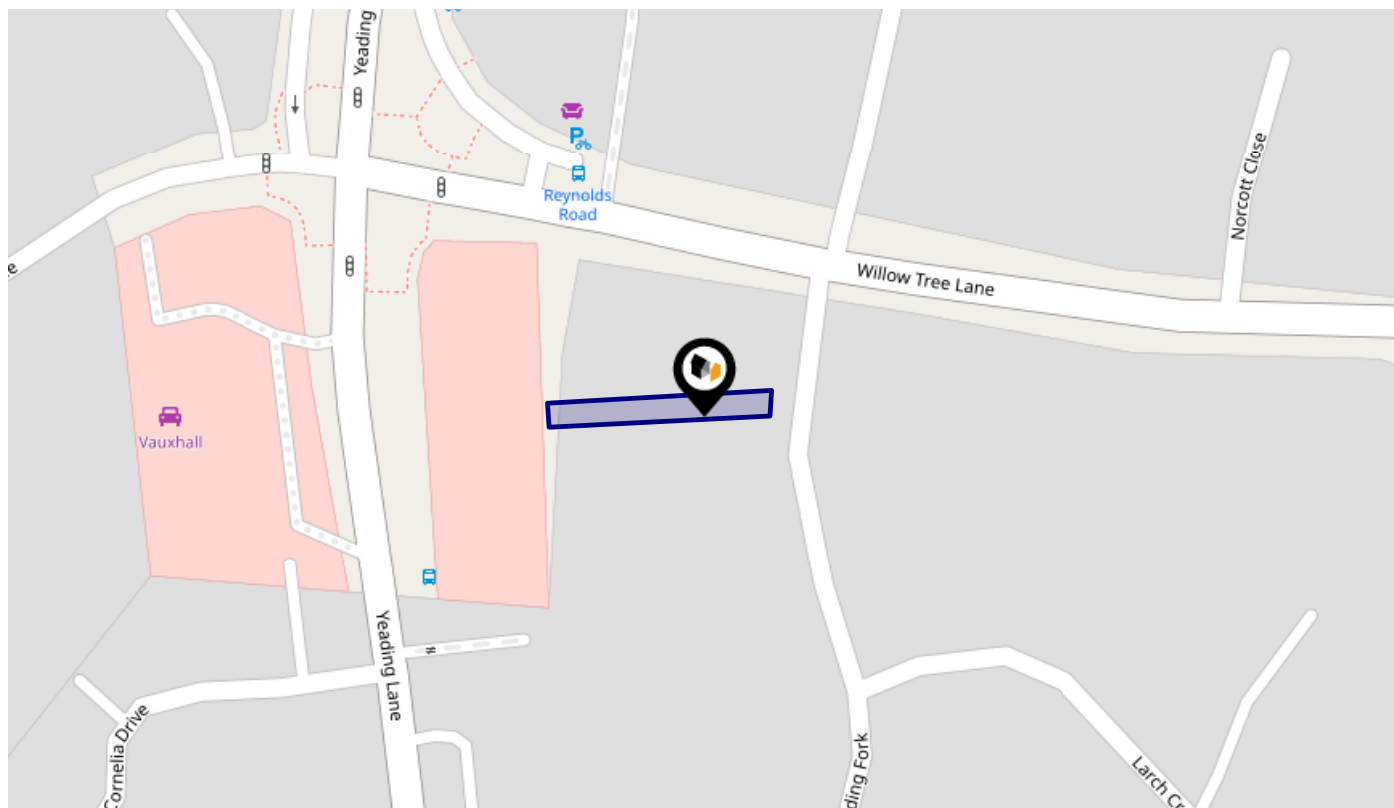 Yeading
P
Reynolds
Road
Norcott Close
Willow Tree Lane
Vauxhall
Yeading Lane
Cornelia Drive
ding Fork
Larch Cr
e